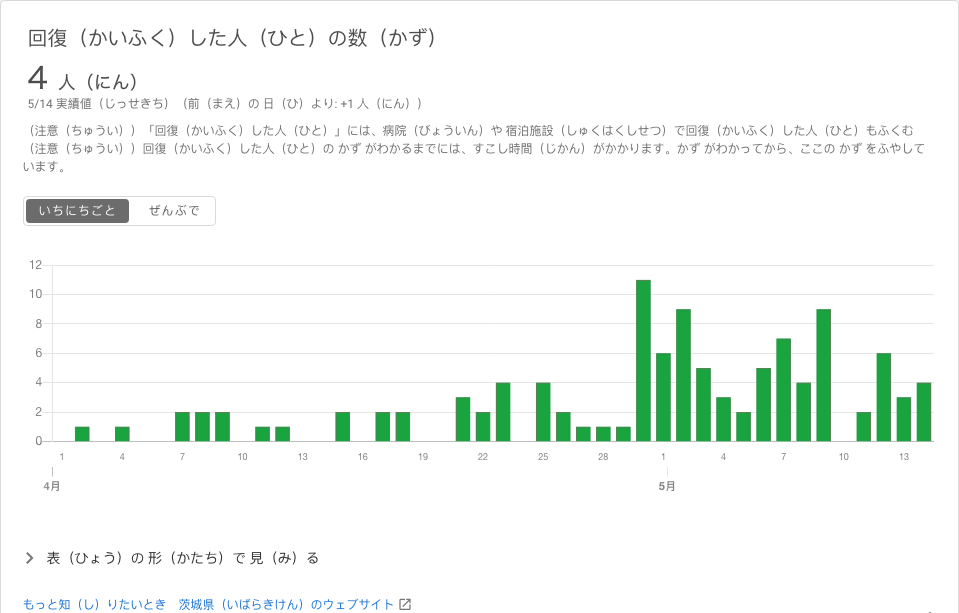 回復（かいふく）した人（ひと）の数（かず）
4 人（にん）
5/14 実績値（じっせきち）（前（まえ）の 日（ひ）より: +1 人（にん））
（注意（ちゅうい））「回復（かいふく）した人（ひと）」には、病院（びょういん）や 宿泊施設（しゅくはくしせつ）で回復（かいふく）した人（ひと）もふくむ
（注意（ちゅうい））回復（かいふく）した人（ひと）の かず がわかるまでには、すこし時間（じかん）がかかります。かず がわかってから、ここの かず をふやして
います。
いちにちごと ぜんぶで
12
10
8
6
4
2
0
1 4 7 10 13 16 19 22 25 28 1 4 7 10 13
4月 5月
表（ひょう）の 形（かたち）で 見（み）る
もっと知（し）りたいとき 茨城県（いばらきけん）のウェブサイト